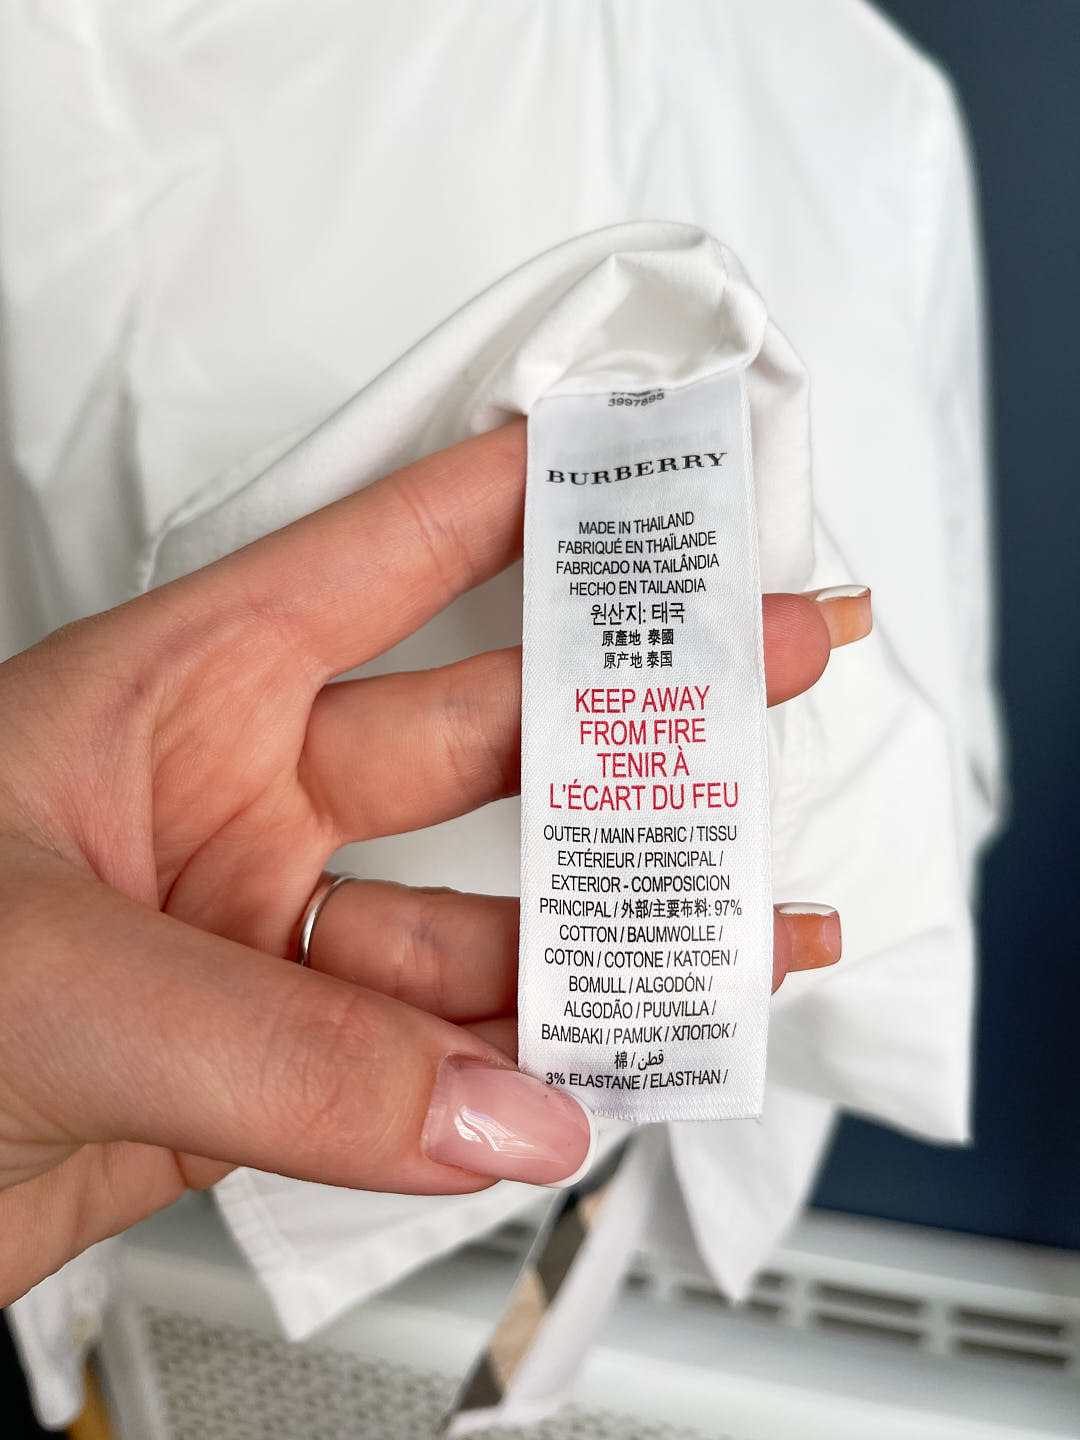 3997895
BURBERRY
MADE IN THAILAND
FABRIQUÉ EN THAÏLANDE
FABRICADO NA TAILÂNDIA
HECHO EN TAILANDIA
원산지: 태국
原產地 泰國
原产地 泰国
KEEP AWAY
FROM FIRE
TENIR À
L'ÉCART DU FEU
OUTER / MAIN FABRIC / TISSU
EXTÉRIEUR / PRINCIPAL /
EXTERIOR - COMPOSICION
PRINCIPAL / 外部/主要布料: 97%
COTTON / BAUMWOLLE /
COTON / COTONE / KATOEN /
BOMULL / ALGODÓN /
ALGODÃO / PUUVILLA /
BAMBAKI / PAMUK / ХЛОПОК /
棉 / قطن
3% ELASTANE / ELASTHAN /